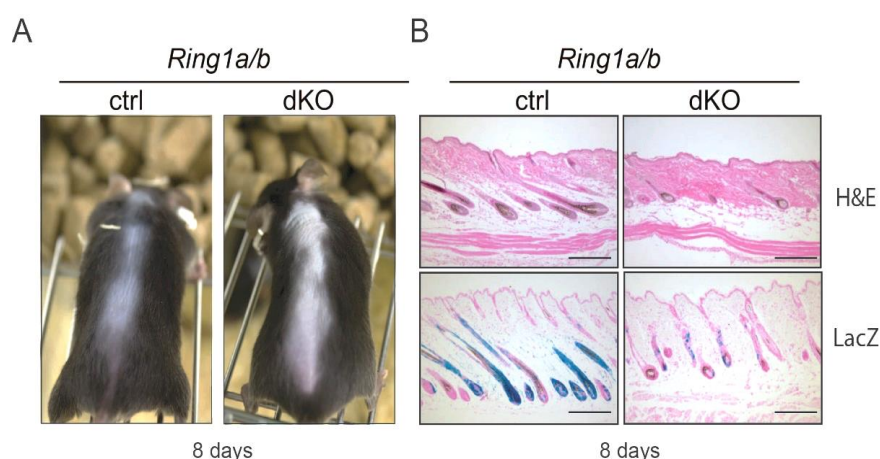 A
Ring1a/b
ctrl
dKO
8 days
B
Ring1a/b
ctrl
dKO
H&E
LacZ
8 days